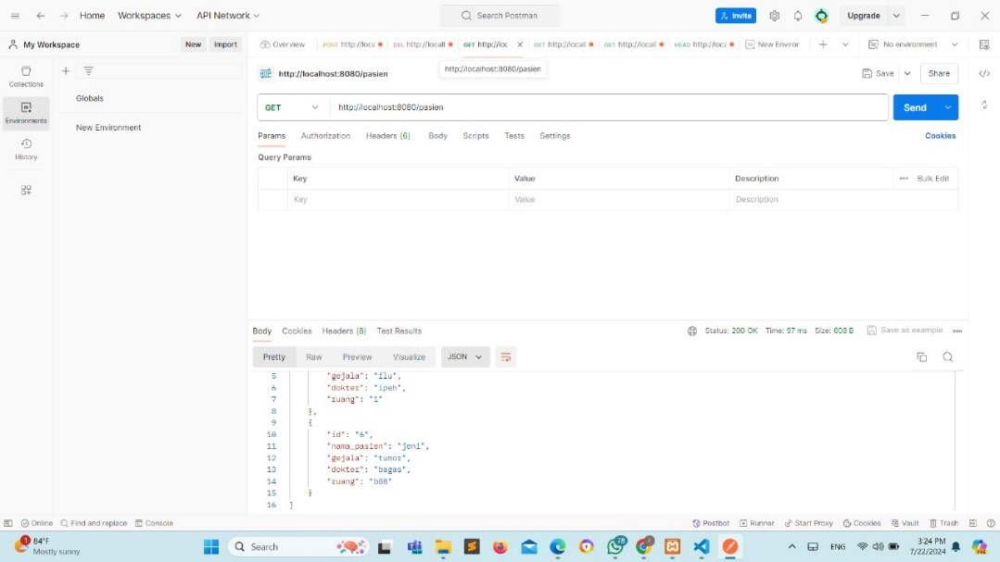 Home Workspaces API Network Search Postman Invite Upgrade
My Workspace New Import Overview POST http://loca DEL http://locall GET http://loc GET http://local GET http://local HEAD http://loca New Environ No environment
http://localhost:8080/pasien
Collections
Globals
Environments
New Environment
History
http://localhost:8080/pasien Save Share
GET http://localhost:8080/pasien Send
Params Authorization Headers (6) Body Scripts Tests Settings Cookies
Query Params
Key Value Description Bulk Edit
Key Value Description
Body Cookies Headers (8) Test Results Status: 200 OK Time: 97 ms Size: 608 B Save as example
Pretty Raw Preview Visualize JSON
5 "gejala": "flu",
6 "dokter": "ipeh",
7 "ruang": "1"
8 },
9 {
10 "id": "6",
11 "nama_pasien": "jeni",
12 "gejala": "tumor",
13 "dokter": "bagas",
14 "ruang": "b08"
15 }
16 ]
Online Find and replace Console Postbot Runner Start Proxy Cookies Vault Trash
1 84°F
Mostly sunny
Search
78
ENG
3:24 PM
7/22/2024